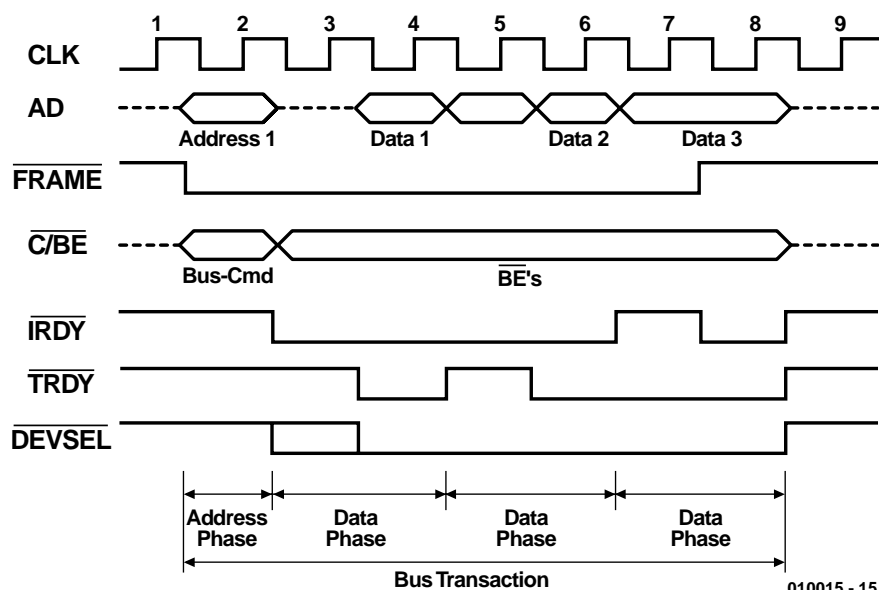 1 2 3 4 5 6 7 8 9
CLK
AD
Address 1 Data 1 Data 2 Data 3
FRAME
C/BE
Bus-Cmd BE's
IRDY
TRDY
DEVSEL
Address Phase Data Phase Data Phase Data Phase
Bus Transaction
010015 - 15